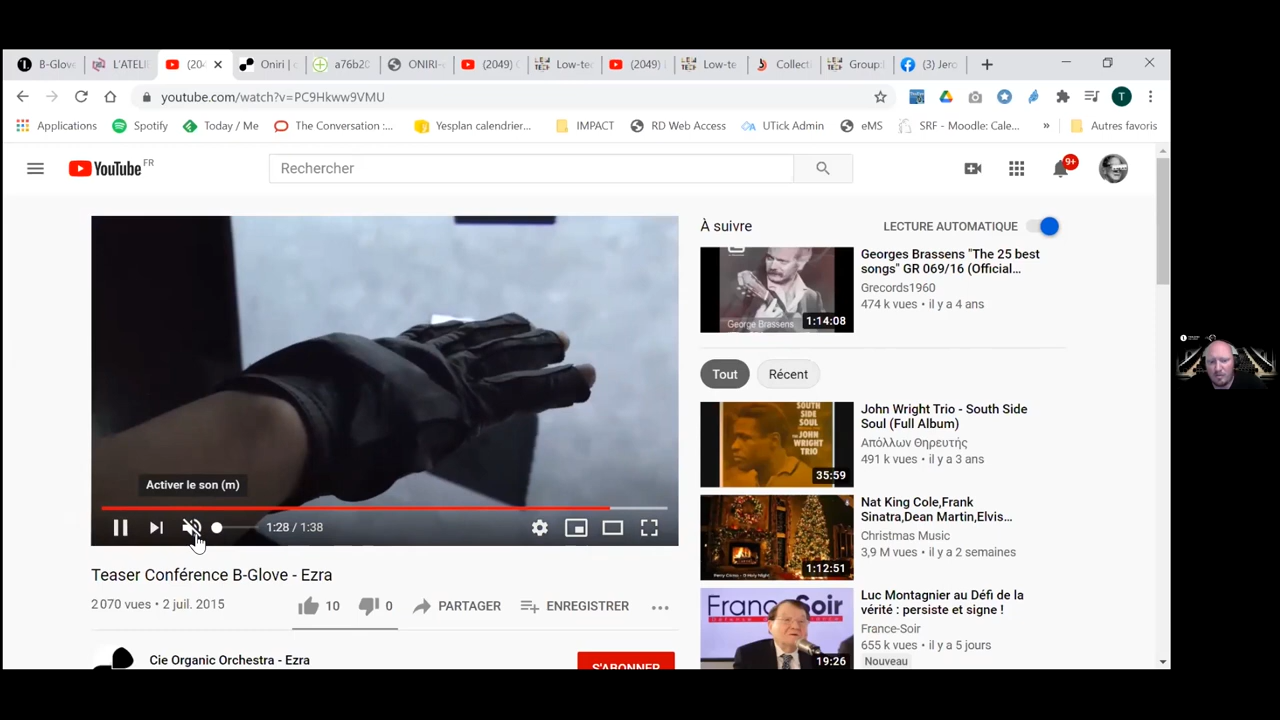 B-Glove
L'ATELIE
(204
Oniri |
a76b20
ONIRI-
(2049)
Low-te
(2049)
Low-te
Collecti
Groupd
(3) Jero
youtube.com/watch?v=PC9Hkww9VMU
Applications
Spotify
Today / Me
The Conversation :...
Yesplan calendrier...
IMPACT
RD Web Access
UTick Admin
eMS
SRF - Moodle: Cale...
»
Autres favoris
YouTube FR
Rechercher
9+
À suivre
LECTURE AUTOMATIQUE
George Brassens
1:14:08
Georges Brassens "The 25 best
songs" GR 069/16 (Official...
Grecords1960
474 k vues • il y a 4 ans
Tout
Récent
SOUTH
SIDE
SOUL
JOHN
WRIGHT
TRIO
35:59
John Wright Trio - South Side
Soul (Full Album)
Απόλλων Θηρευτής
491 k vues • il y a 3 ans
Activer le son (m)
1:28 / 1:38
1:12:51
Nat King Cole,Frank
Sinatra,Dean Martin,Elvis...
Christmas Music
3,9 M vues • il y a 2 semaines
Teaser Conférence B-Glove - Ezra
2 070 vues • 2 juil. 2015
10
0
PARTAGER
ENREGISTRER
FranceSoir
19:26
Luc Montagnier au Défi de la
vérité : persiste et signe !
France-Soir
655 k vues • il y a 5 jours
Nouveau
Cie Organic Orchestra - Ezra
S'ABONNER